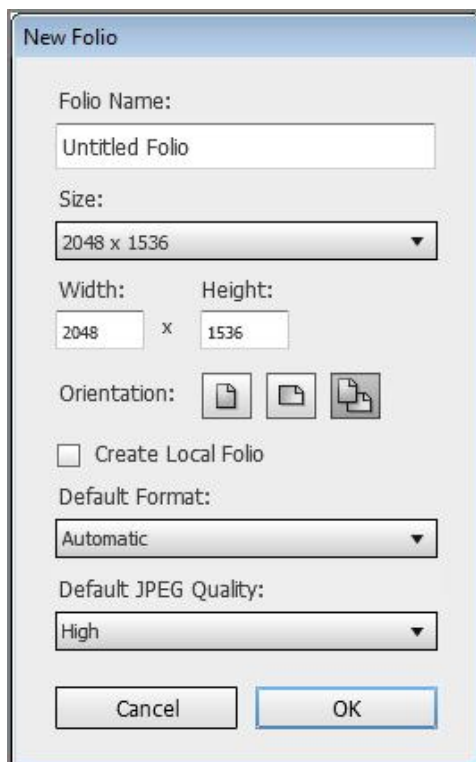 New Folio
Folio Name:
Untitled Folio
Size:
2048 x 1536
Width: Height:
2048 x 1536
Orientation:
Create Local Folio
Default Format:
Automatic
Default JPEG Quality:
High
Cancel OK